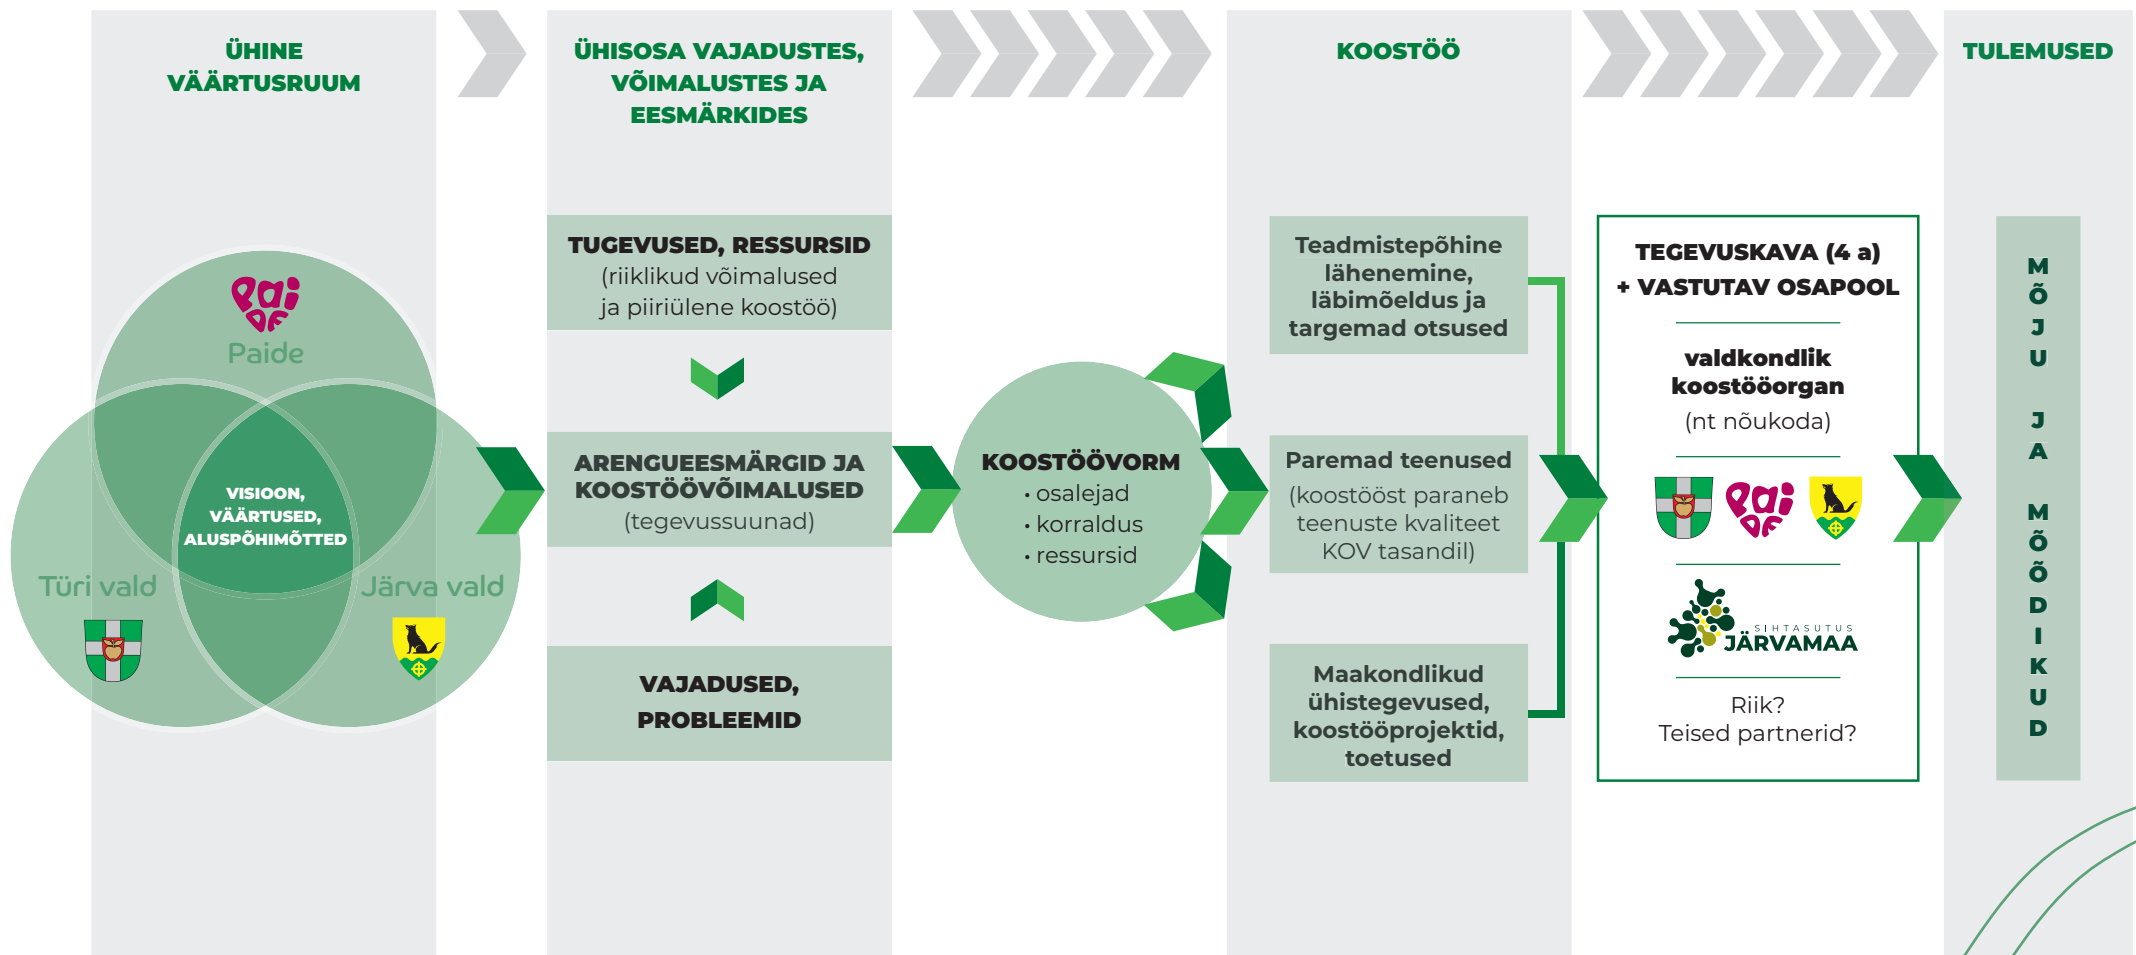 ÜHINE
VÄÄRTUSRUUM
Paide
Paide
VISIOON,
VÄÄRTUSED,
ALUSPÕHIMÕTTED
Türi vald
Järva vald
ÜHISOSA VAJADUSTES,
VÕIMALUSTES JA
EESMÄRKIDES
TUGEVUSED, RESSURSID
(riiklikud võimalused
ja piiriülene koostöö)
ARENGUEESMÄRGID JA
KOOSTÖÖVÕIMALUSED
(tegevussuunad)
VAJADUSED,
PROBLEEMID
KOOSTÖÖVORM
• osalejad
• korraldus
• ressursid
KOOSTÖÖ
Teadmistepõhine
lähenemine,
läbimõeldus ja
targemad otsused
Paremad teenused
(koostööst paraneb
teenuste kvaliteet
KOV tasandil)
Maakondlikud
ühistegevused,
koostööprojektid,
toetused
TEGEVUSKAVA (4 a)
+ VASTUTAV OSAPOOL
valdkondlik
koostööorgan
(nt nõukoda)
Paide
SIHTASUTUS
JÄRVAMAA
Riik?
Teised partnerid?
TULEMUSED
MÕJU JA MÕÕDIKUD